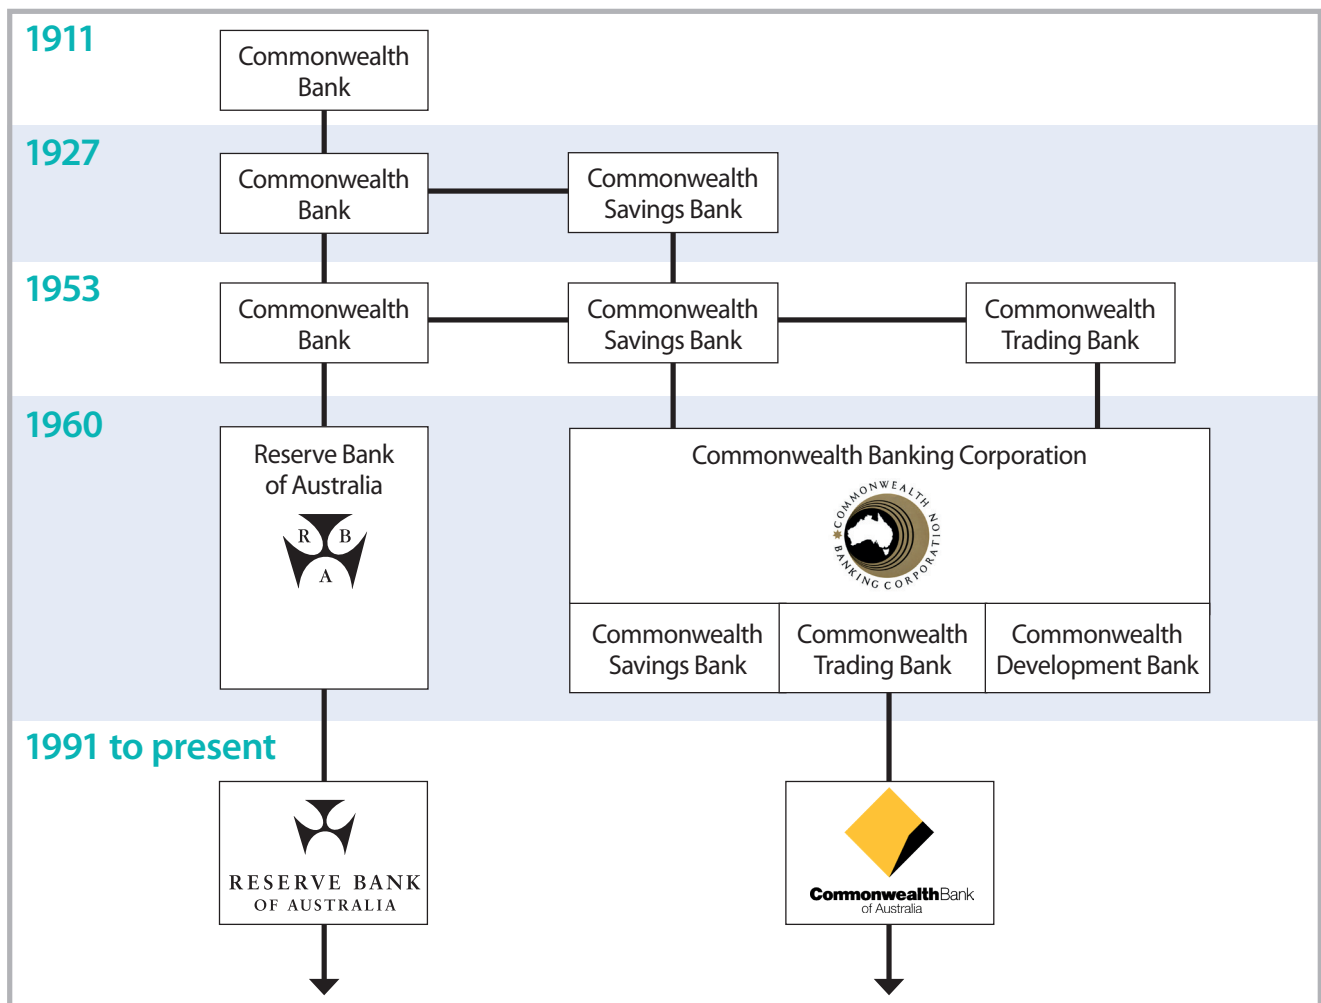 1911
Commonwealth
Bank
1927
Commonwealth
Bank
Commonwealth
Savings Bank
1953
Commonwealth
Bank
Commonwealth
Savings Bank
Commonwealth
Trading Bank
1960
Reserve Bank
of Australia
R B
A
Commonwealth Banking Corporation
COMMONWEALTH
BANKING CORPORATION
Commonwealth
Savings Bank
Commonwealth
Trading Bank
Commonwealth
Development Bank
1991 to present
RESERVE BANK
OF AUSTRALIA
CommonwealthBank
of Australia